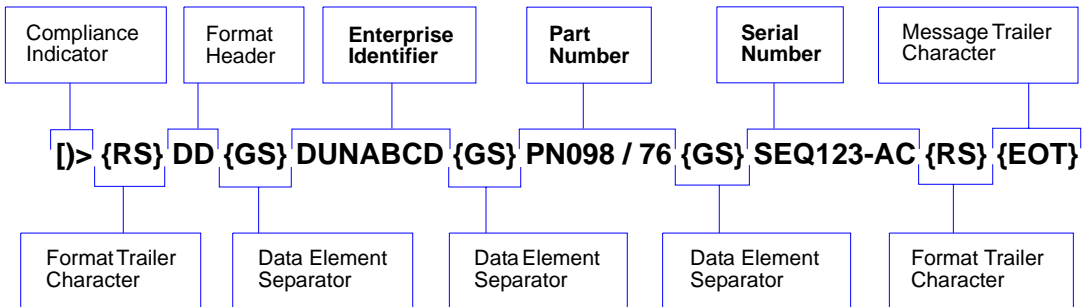 Compliance
Indicator
Format
Header
Enterprise
Identifier
Part
Number
Serial
Number
Message Trailer
Character
[)> {RS} DD {GS} DUNABCD {GS} PN098 / 76 {GS} SEQ123-AC {RS} {EOT}
Format Trailer
Character
Data Element
Separator
Data Element
Separator
Data Element
Separator
Format Trailer
Character